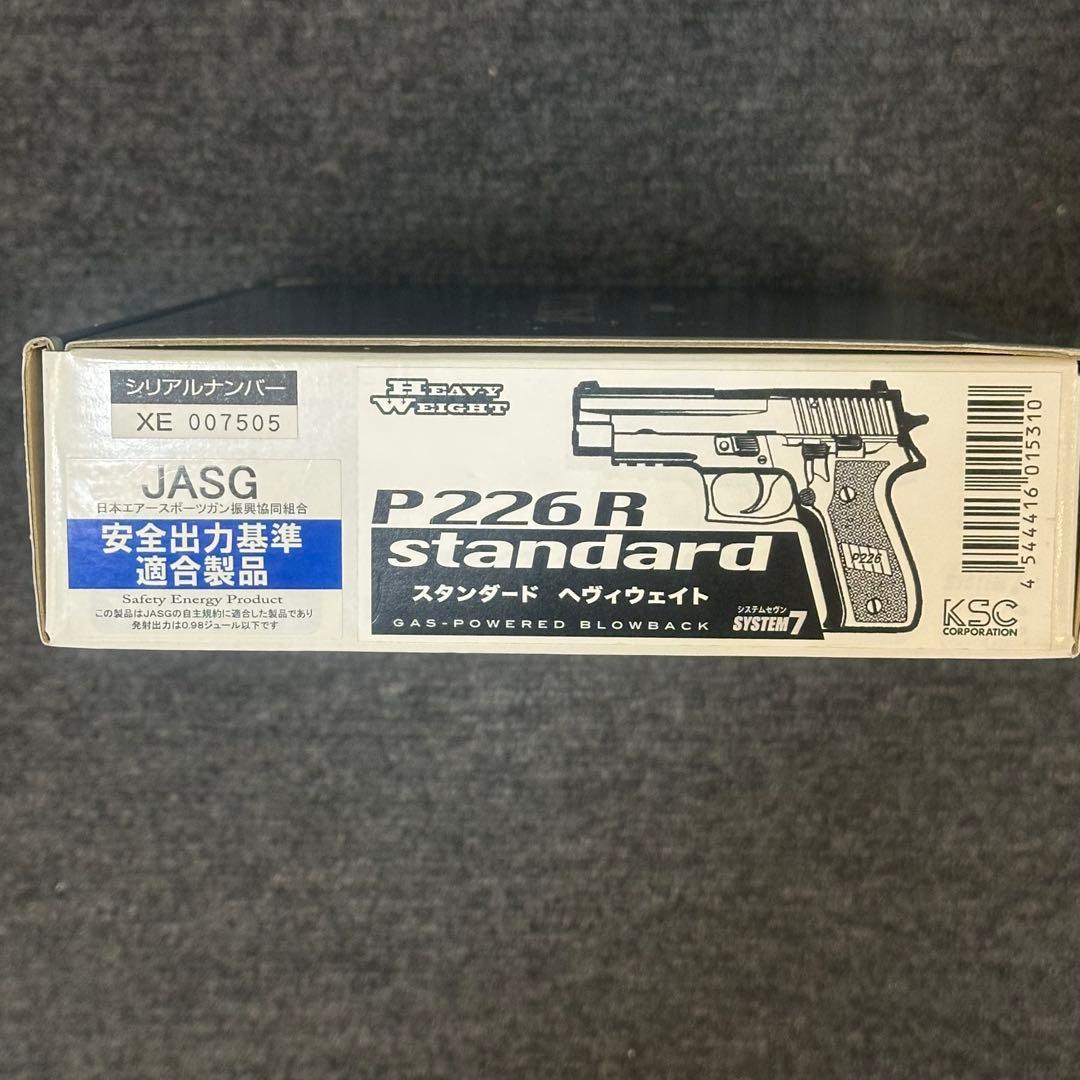 シリアルナンバー
XE 007505
JASG
日本エアースポーツガン振興協同組合
安全出力基準
適合製品
Safety Energy Product
この製品はJASGの自主規約に適合した製品であり
発射出力は0.98ジュール以下です
HEAVY
WEIGHT
P226R
standard
スタンダード ヘヴィウェイト
GAS-POWERED BLOWBACK
システムセヴン
SYSTEM7
P226
4 544416 015310
KSC
CORPORATION